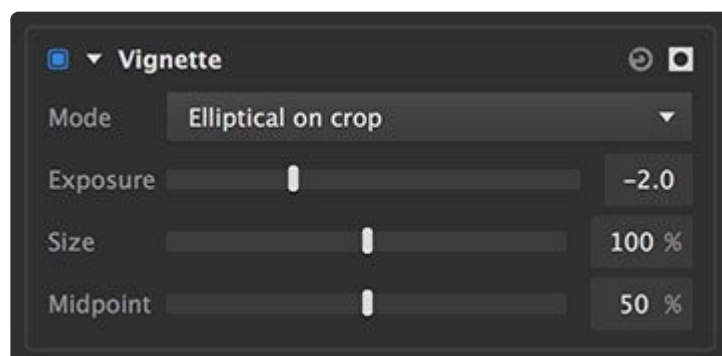 Vignette
Mode Elliptical on crop
Exposure -2.0
Size 100 %
Midpoint 50 %